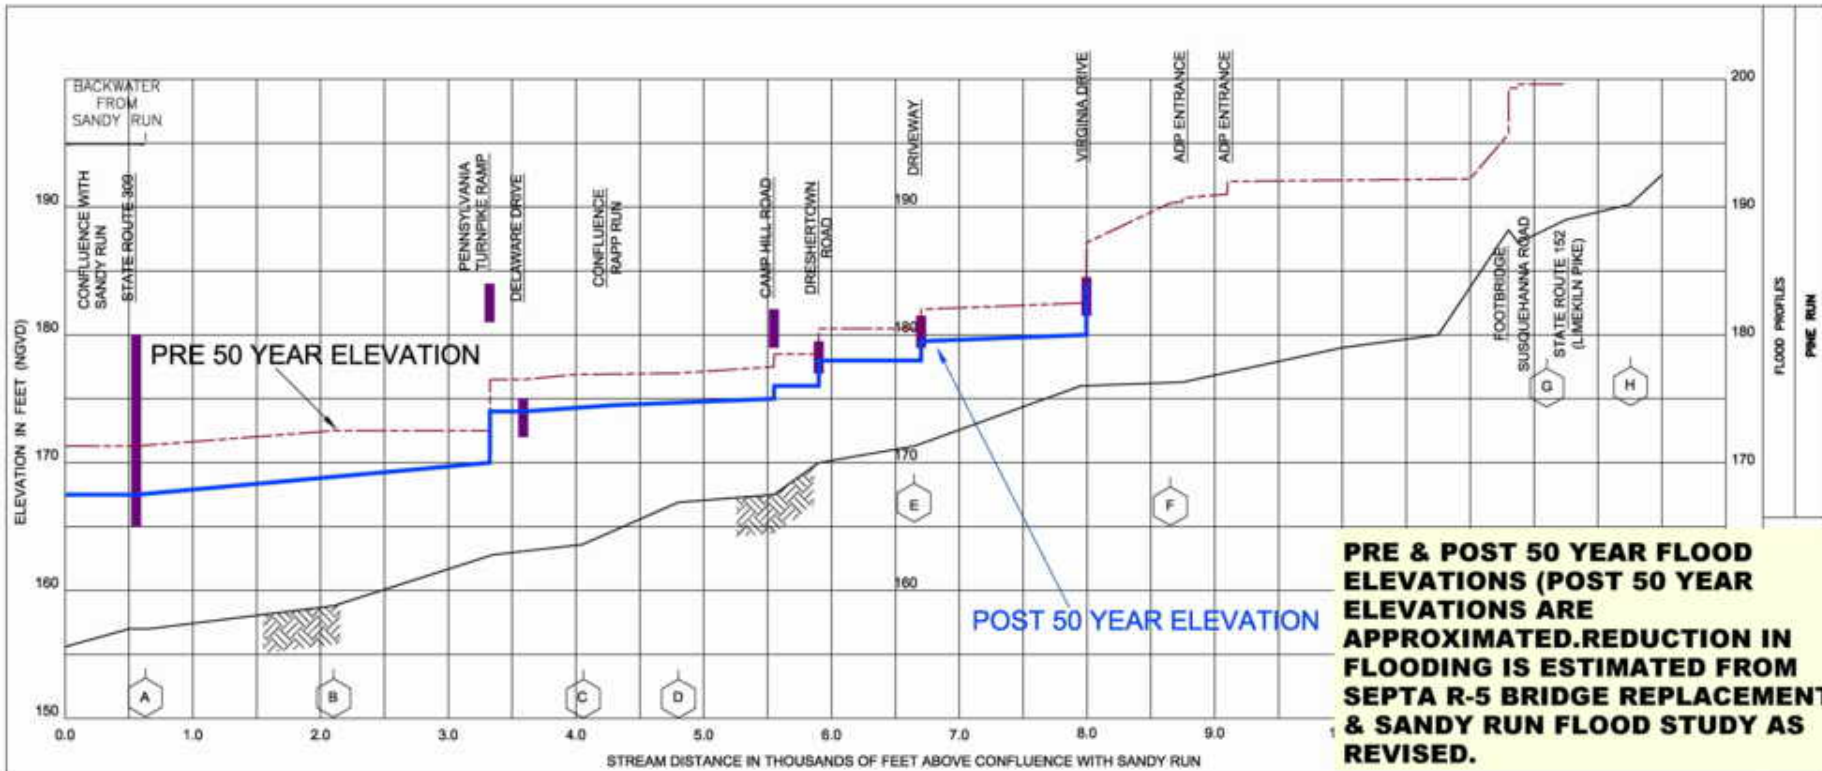 BACKWATER
FROM
SANDY RUN
CONFLUENCE WITH
SANDY RUN
STATE ROUTE 309
PENNSYLVANIA
TURNPIKE RAMP
DELAWARE DRIVE
CONFLUENCE
RAPP RUN
CAMP HILL ROAD
DRESHERTOWN
ROAD
DRIVEWAY
VIRGINIA DRIVE
ADP ENTRANCE
ADP ENTRANCE
FOOTBRIDGE
SUSQUEHANNA ROAD
STATE ROUTE 152
(LIMEKILN PIKE)
200
190
190
190
180
180
180
170
170
170
160
160
150
ELEVATION IN FEET (NGVD)
PRE 50 YEAR ELEVATION
POST 50 YEAR ELEVATION
A
B
C
D
E
F
G
H
0.0 1.0 2.0 3.0 4.0 5.0 6.0 7.0 8.0 9.0
STREAM DISTANCE IN THOUSANDS OF FEET ABOVE CONFLUENCE WITH SANDY RUN
FLOOD PROFILES
PINE RUN
PRE & POST 50 YEAR FLOOD
ELEVATIONS (POST 50 YEAR
ELEVATIONS ARE
APPROXIMATED.REDUCTION IN
FLOODING IS ESTIMATED FROM
SEPTA R-5 BRIDGE REPLACEMENT
& SANDY RUN FLOOD STUDY AS
REVISED.